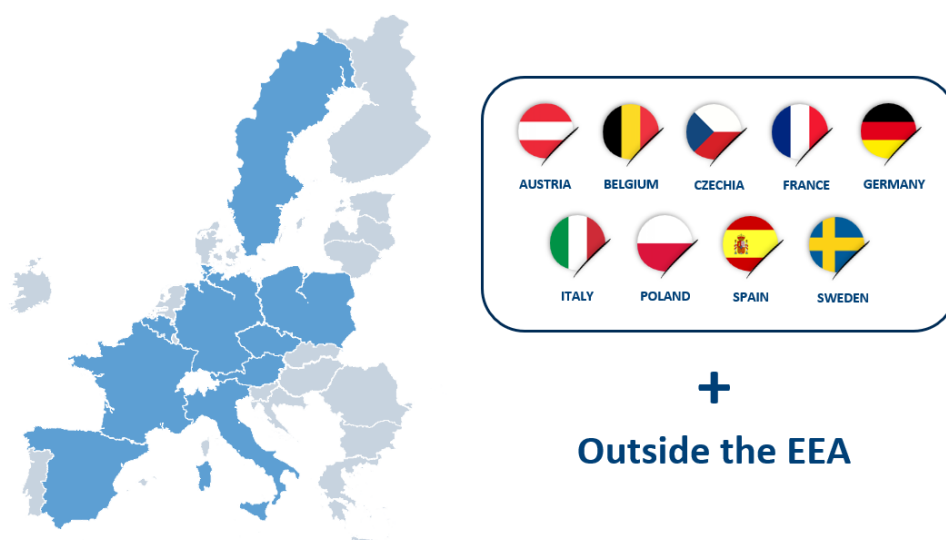 AUSTRIA BELGIUM CZECHIA FRANCE GERMANY
ITALY POLAND SPAIN SWEDEN
+
Outside the EEA